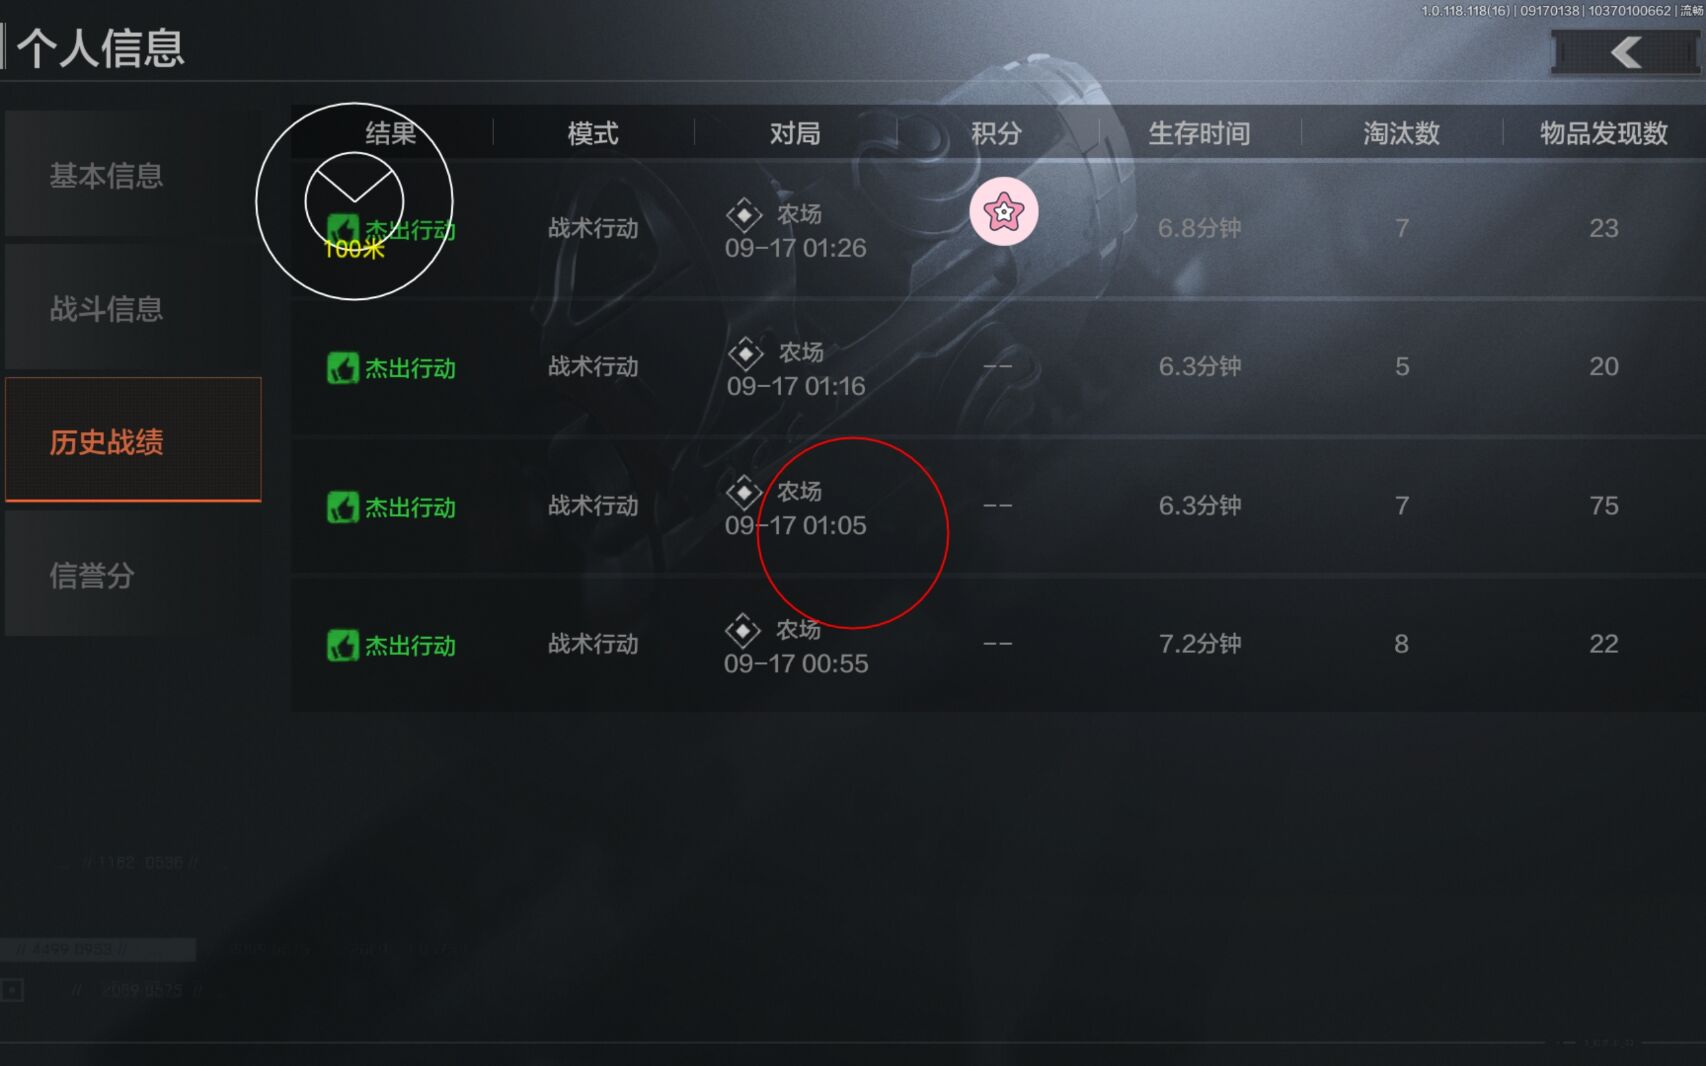 1.0.118.118(16) | 09170138 | 10370100662 | 流畅
个人信息
基本信息
战斗信息
历史战绩
信誉分
结果 模式 对局 积分 生存时间 淘汰数 物品发现数
杰出行动 战术行动 农场 09-17 01:26 6.8分钟 7 23
100米
杰出行动 战术行动 农场 09-17 01:16 -- 6.3分钟 5 20
杰出行动 战术行动 农场 09-17 01:05 -- 6.3分钟 7 75
杰出行动 战术行动 农场 09-17 00:55 -- 7.2分钟 8 22
// 1162 0536 //
// 4499 0953 //
// 2059 0575 //